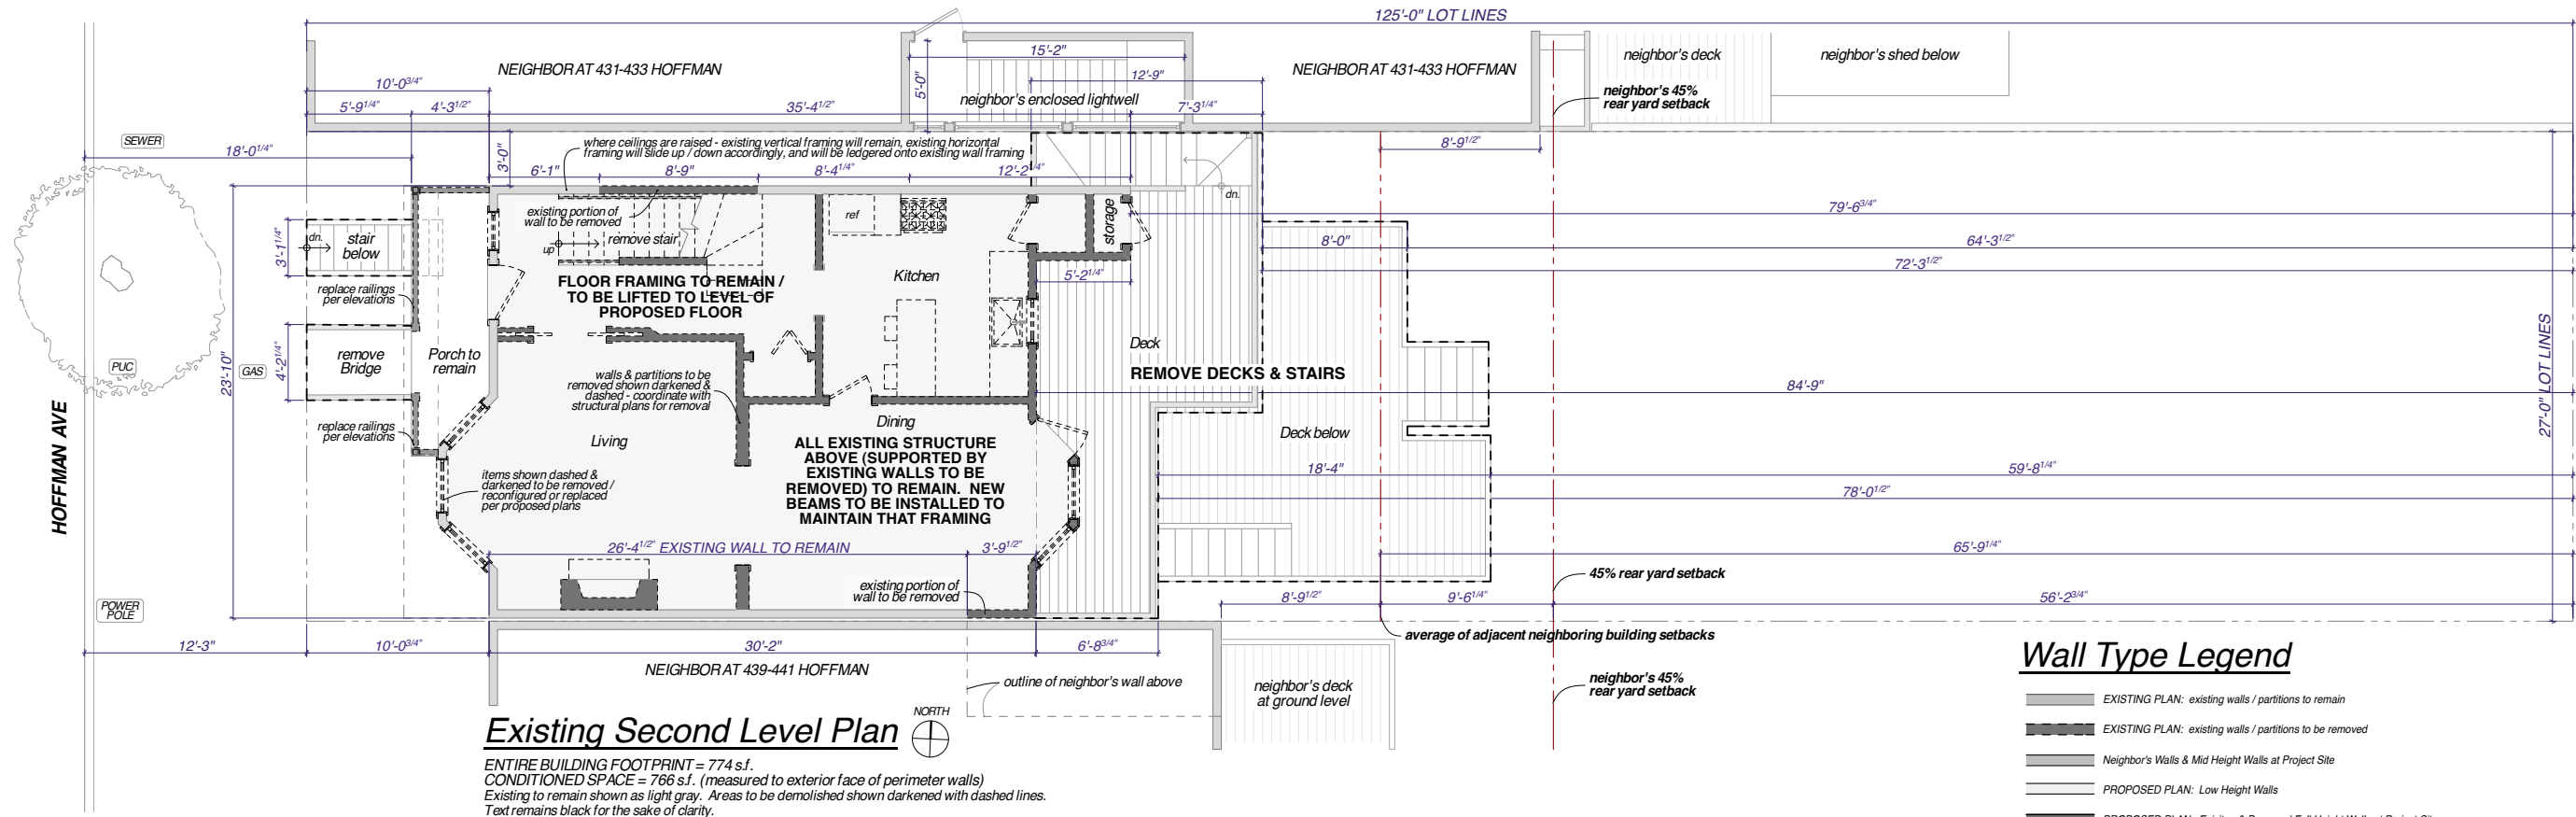 125'-0" LOT LINES
NEIGHBOR AT 431-433 HOFFMAN
15'-2"
NEIGHBOR AT 431-433 HOFFMAN
neighbor's deck
neighbor's shed below
10'-0 3/4"
12'-9"
5'-0"
5'-9 1/4"
4'-3 1/2"
35'-4 1/2"
neighbor's enclosed lightwell
7'-3 1/4"
neighbor's 45%
rear yard setback
SEWER
18'-0 1/4"
3'-0"
where ceilings are raised - existing vertical framing will remain, existing horizontal
framing will slide up / down accordingly, and will be ledgered onto existing wall framing
8'-9 1/2"
6'-1"
8'-9"
8'-4 1/4"
12'-2 1/4"
existing portion of
wall to be removed
ref
storage
dn.
79'-6 3/4"
3'-1 1/4"
dn.
stair
below
up
remove stair
8'-0"
64'-3 1/2"
72'-3 1/2"
Kitchen
5'-2 1/4"
FLOOR FRAMING TO REMAIN /
TO BE LIFTED TO LEVEL OF
PROPOSED FLOOR
replace railings
per elevations
PUC
GAS
23'-10"
4'-2 1/4"
remove
Bridge
Porch to
remain
Deck
REMOVE DECKS & STAIRS
27'-0" LOT LINES
84'-9"
walls & partitions to be
removed shown darkened &
dashed - coordinate with
structural plans for removal
HOFFMAN AVE
replace railings
per elevations
Living
Dining
ALL EXISTING STRUCTURE
ABOVE (SUPPORTED BY
EXISTING WALLS TO BE
REMOVED) TO REMAIN. NEW
BEAMS TO BE INSTALLED TO
MAINTAIN THAT FRAMING
Deck below
18'-4"
59'-8 1/4"
78'-0 1/2"
items shown dashed &
darkened to be removed /
reconfigured or replaced
per proposed plans
26'-4 1/2" EXISTING WALL TO REMAIN
3'-9 1/2"
65'-9 1/4"
45% rear yard setback
existing portion of
wall to be removed
POWER
POLE
8'-9 1/2"
9'-6 1/4"
56'-2 3/4"
average of adjacent neighboring building setbacks
12'-3"
10'-0 3/4"
30'-2"
6'-8 3/4"
NEIGHBOR AT 439-441 HOFFMAN
outline of neighbor's wall above
neighbor's deck
at ground level
neighbor's 45%
rear yard setback
Existing Second Level Plan
NORTH
ENTIRE BUILDING FOOTPRINT = 774 s.f.
CONDITIONED SPACE = 766 s.f. (measured to exterior face of perimeter walls)
Existing to remain shown as light gray. Areas to be demolished shown darkened with dashed lines.
Text remains black for the sake of clarity.
Wall Type Legend
EXISTING PLAN: existing walls / partitions to remain
EXISTING PLAN: existing walls / partitions to be removed
Neighbor's Walls & Mid Height Walls at Project Site
PROPOSED PLAN: Low Height Walls